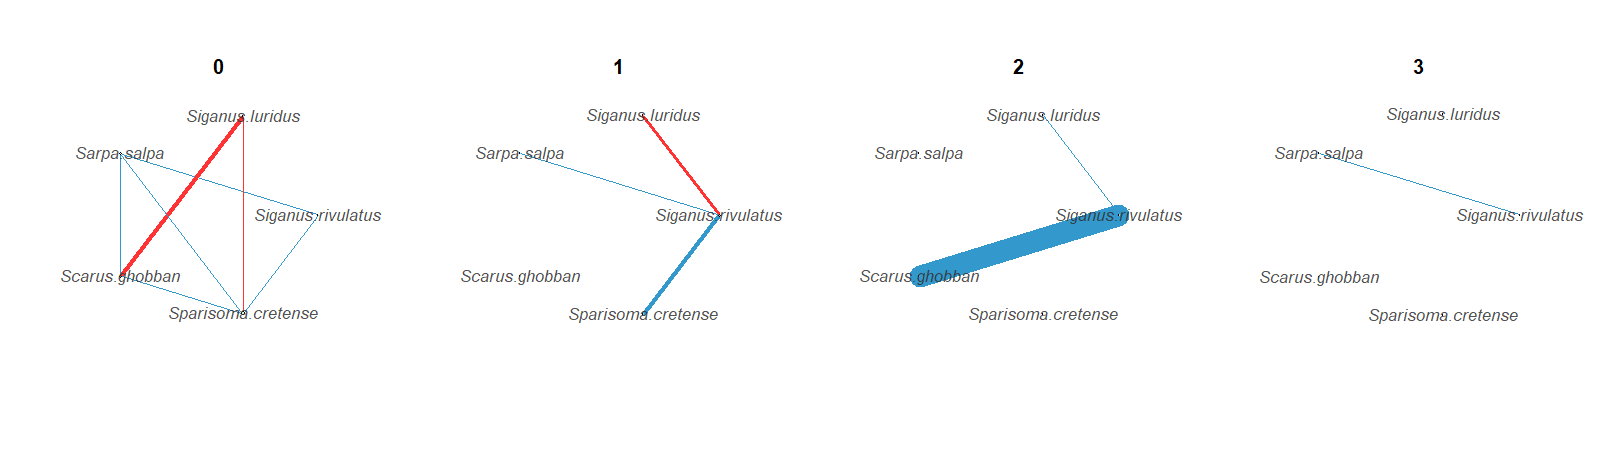 0
Siganus.luridus
Sarpa.salpa
Siganus.rivulatus
Scarus.ghobban
Sparisoma.cretense
1
Siganus.luridus
Sarpa.salpa
Siganus.rivulatus
Scarus.ghobban
Sparisoma.cretense
2
Siganus.luridus
Sarpa.salpa
Siganus.rivulatus
Scarus.ghobban
Sparisoma.cretense
3
Siganus.luridus
Sarpa.salpa
Siganus.rivulatus
Scarus.ghobban
Sparisoma.cretense